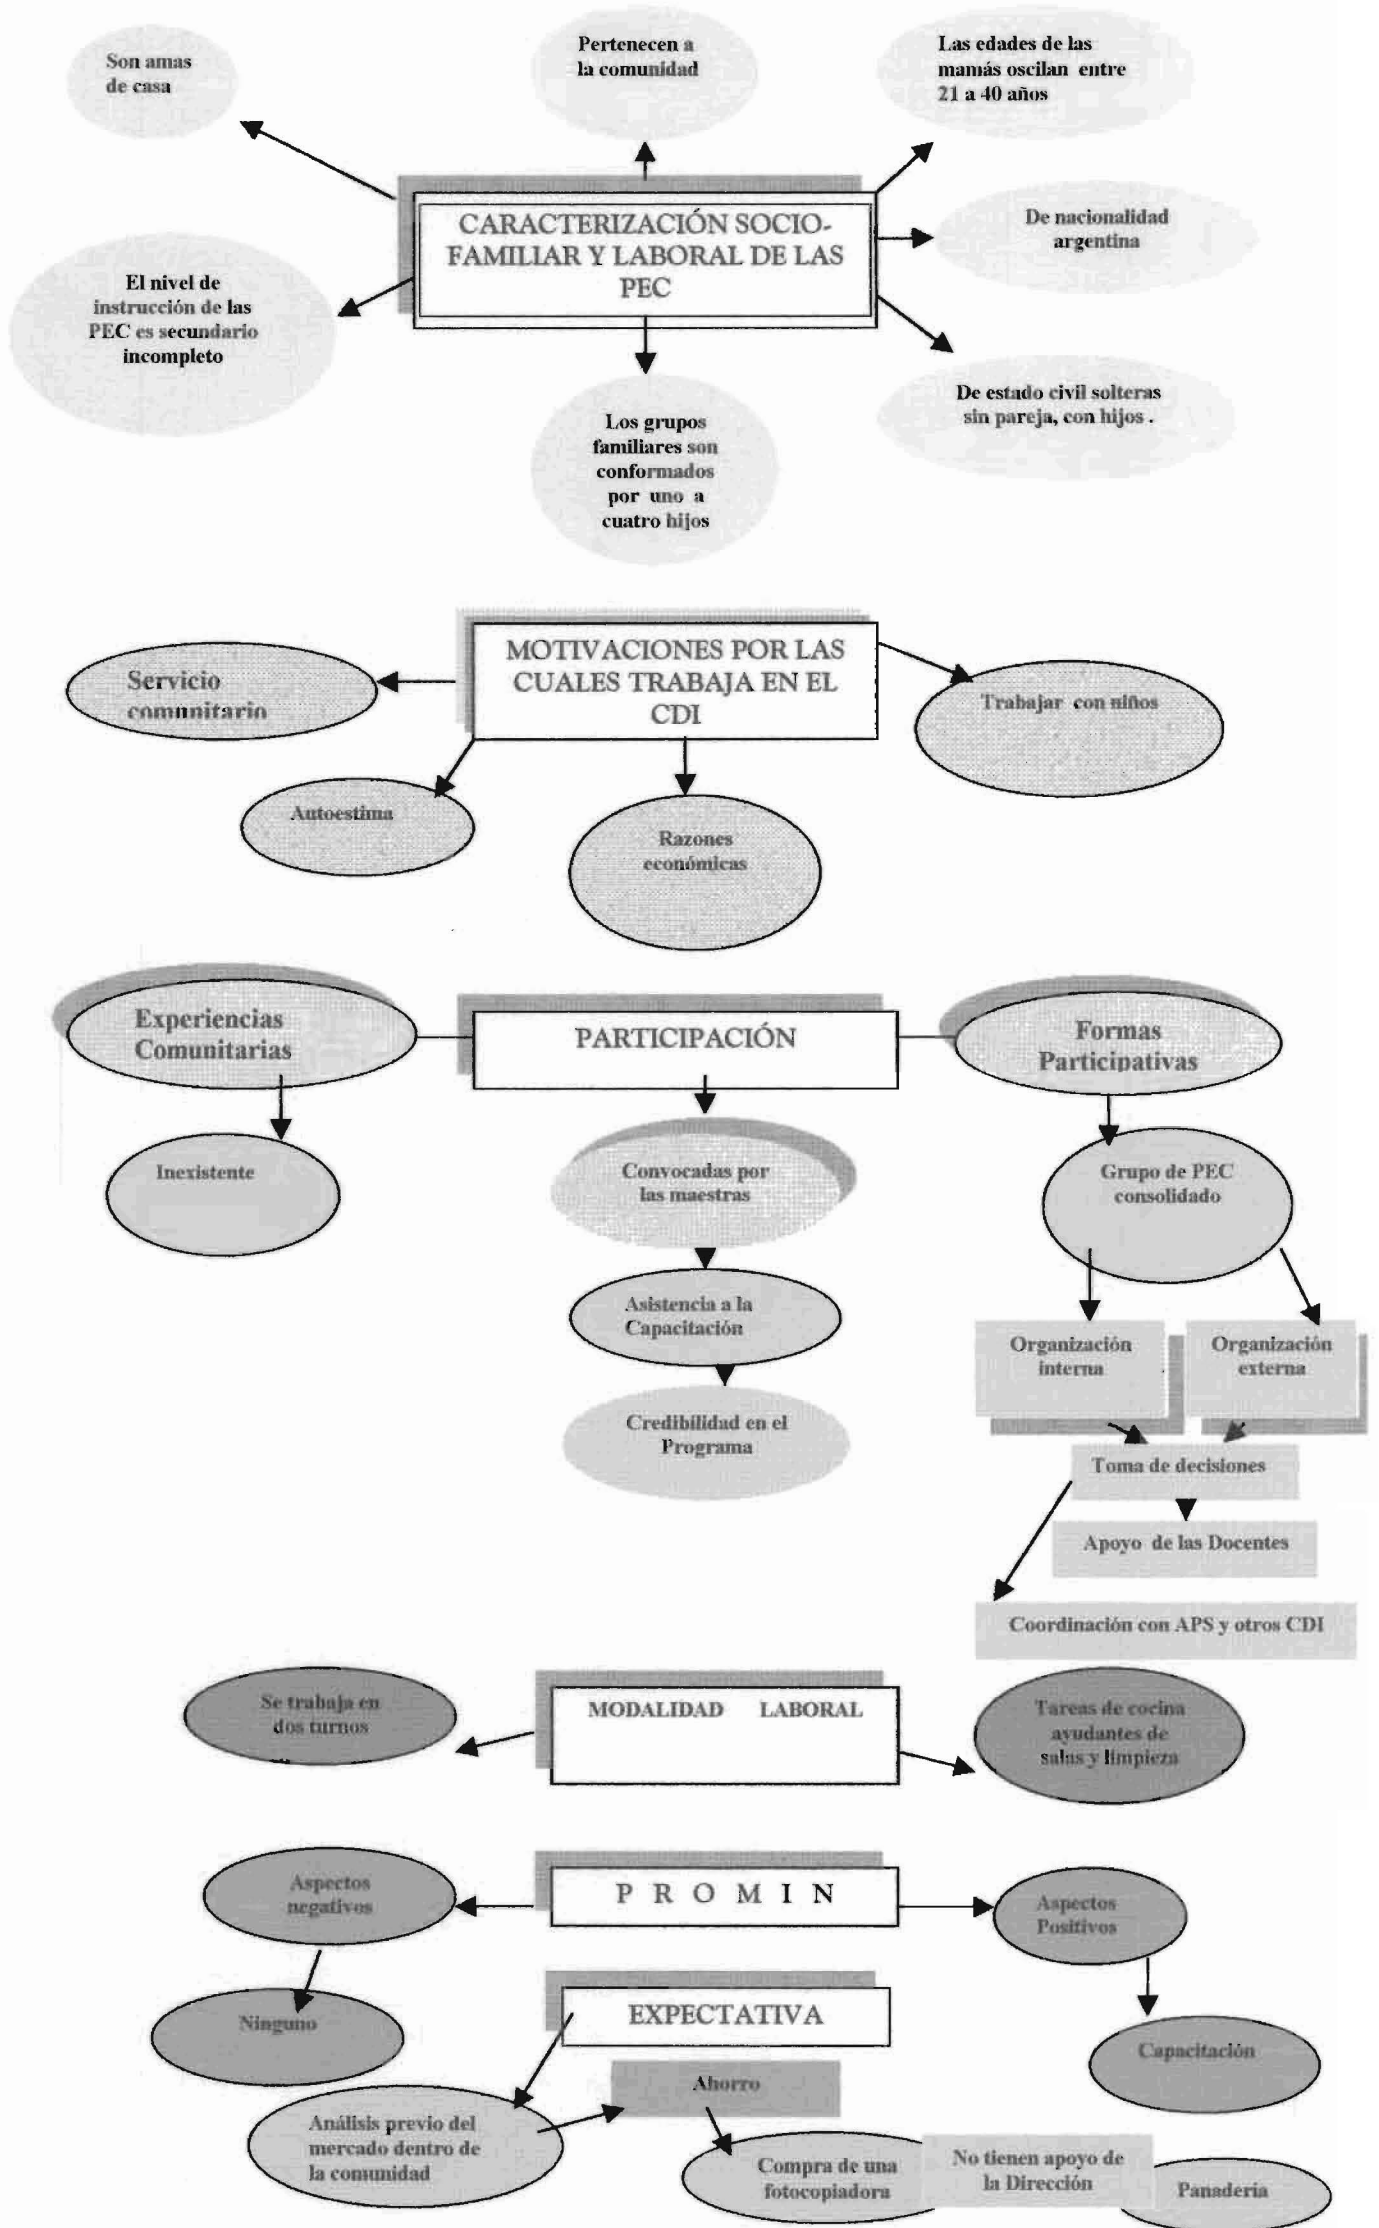 Son amas
de casa
Pertenecen a
la comunidad
Las edades de las
mamás oscilan entre
21 a 40 años
CARACTERIZACIÓN SOCIO-
FAMILIAR Y LABORAL DE LAS
PEC
De nacionalidad
argentina
El nivel de
instrucción de las
PEC es secundario
incompleto
De estado civil solteras
sin pareja, con hijos .
Los grupos
familiares son
conformados
por uno a
cuatro hijos
MOTIVACIONES POR LAS
CUALES TRABAJA EN EL
CDI
Servicio
comunitario
Trabajar con niños
Autoestima
Razones
económicas
Experiencias
Comunitarias
PARTICIPACIÓN
Formas
Participativas
Inexistente
Convocadas por
las maestras
Grupo de PEC
consolidado
Asistencia a la
Capacitación
Organización
interna
Organización
externa
Credibilidad en el
Programa
Toma de decisiones
Apoyo de las Docentes
Coordinación con APS y otros CDI
Se trabaja en
dos turnos
MODALIDAD LABORAL
Tareas de cocina
ayudantes de
salas y limpieza
Aspectos
negativos
P R O M I N
Aspectos
Positivos
Ninguno
EXPECTATIVA
Capacitación
Ahorro
Análisis previo del
mercado dentro de
la comunidad
Compra de una
fotocopiadora
No tienen apoyo de
la Dirección
Panadería